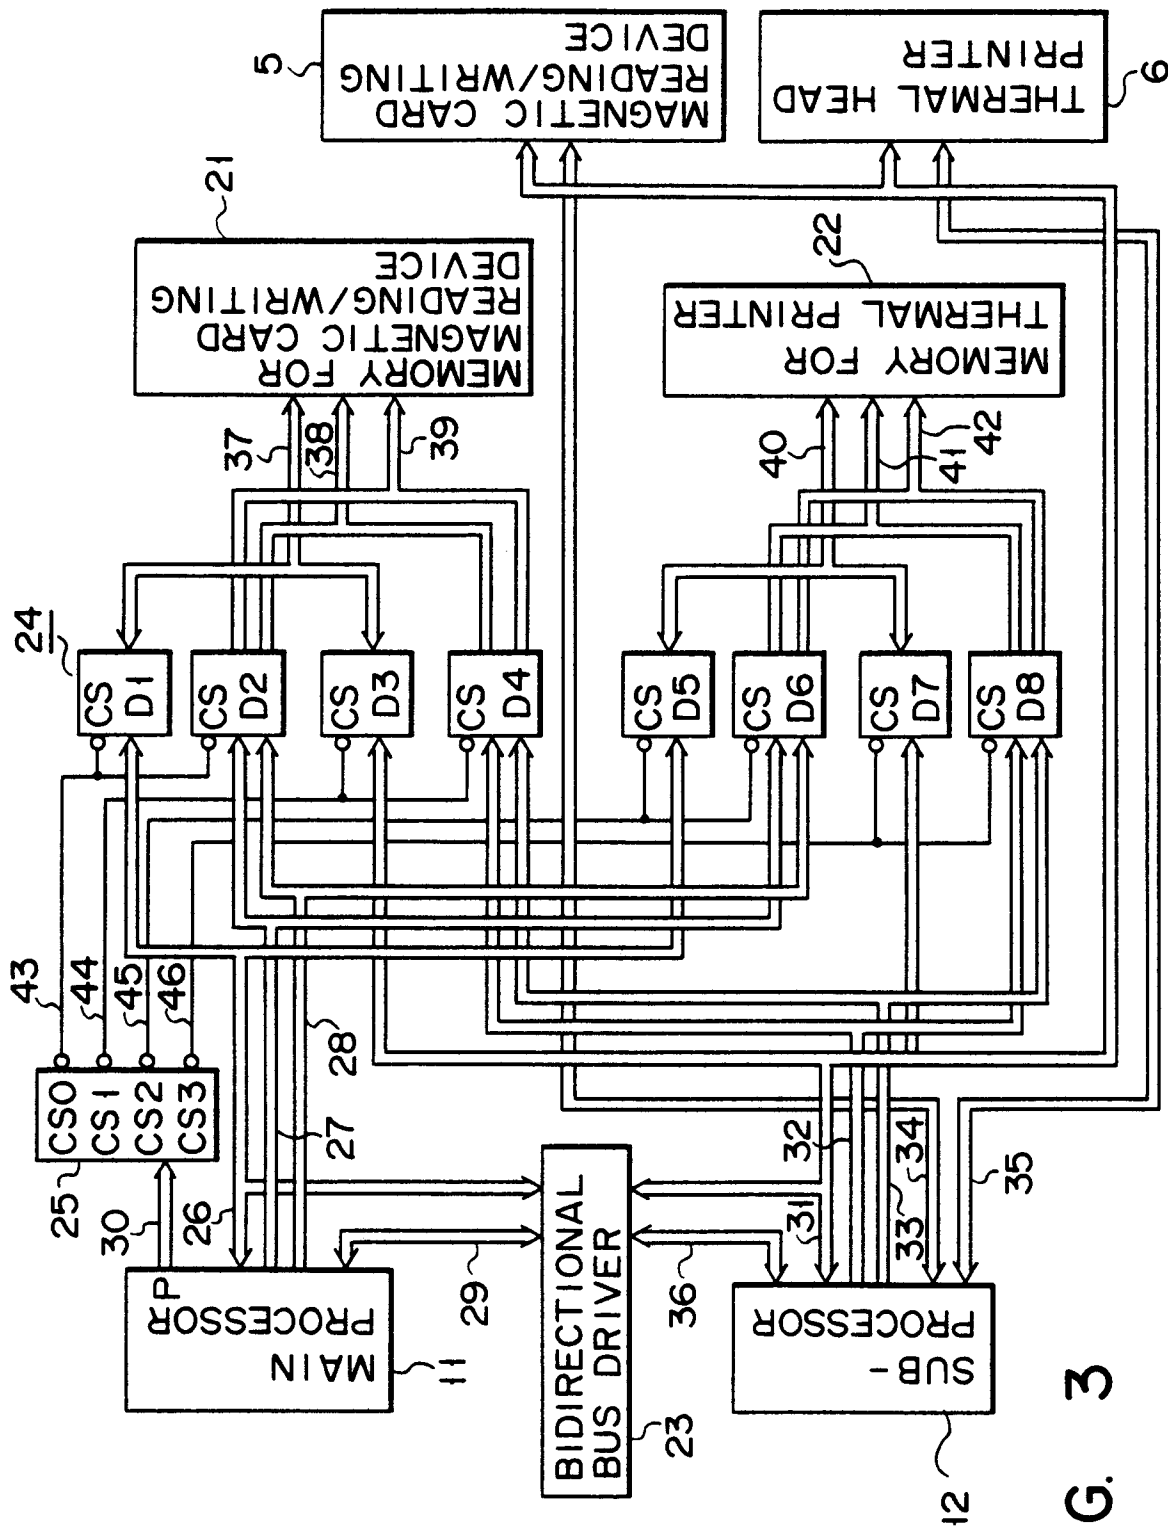 5
MAGNETIC CARD
READING/WRITING
DEVICE
THERMAL HEAD
PRINTER
6
21
MEMORY FOR
MAGNETIC CARD
READING/WRITING
DEVICE
22
MEMORY FOR
THERMAL PRINTER
37
38
39
40
41
42
24
CS
D1
CS
D2
CS
D3
CS
D4
CS
D5
CS
D6
CS
D7
CS
D8
43
44
45
46
CS0
CS1
CS2
CS3
25
30
26
27
28
P
MAIN
PROCESSOR
11
29
BIDIRECTIONAL
BUS DRIVER
23
36
31
32
33
34
35
SUB-
PROCESSOR
12
G. 3